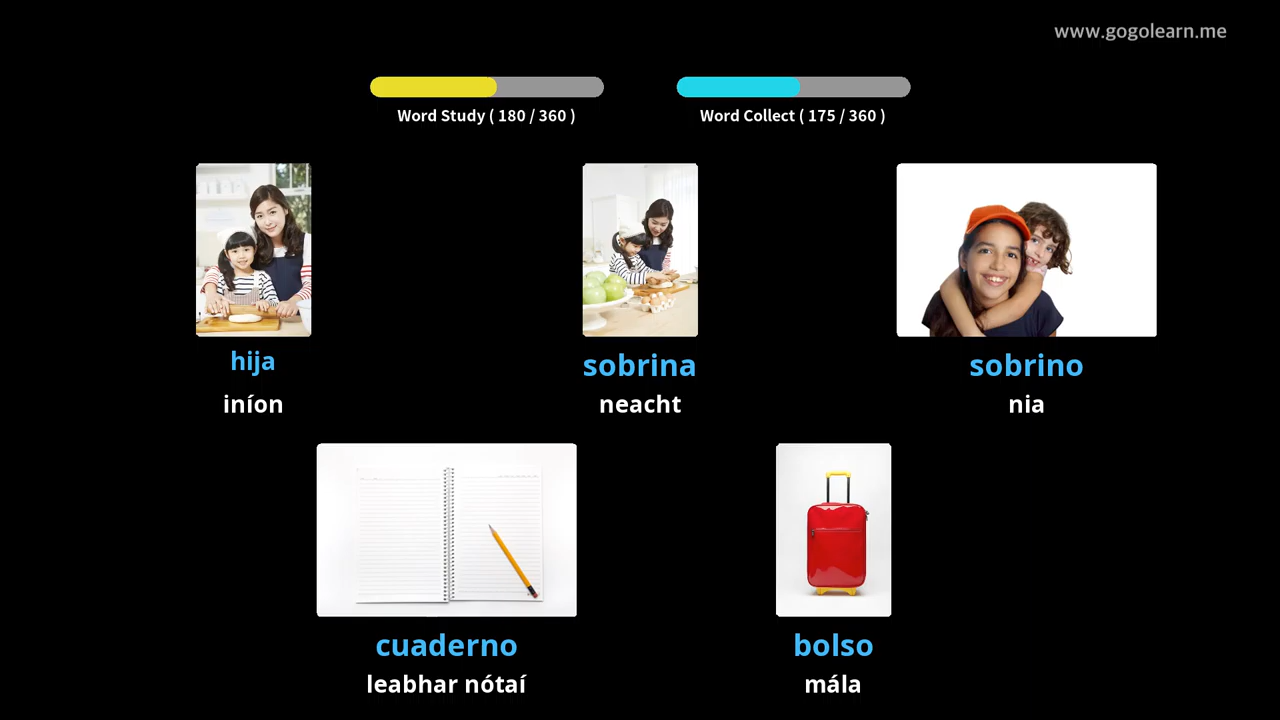 www.gogolearn.me
Word Study ( 180 / 360 )
Word Collect ( 175 / 360 )
hija
iníon
sobrina
neacht
sobrino
nia
cuaderno
leabhar nótaí
bolso
mála